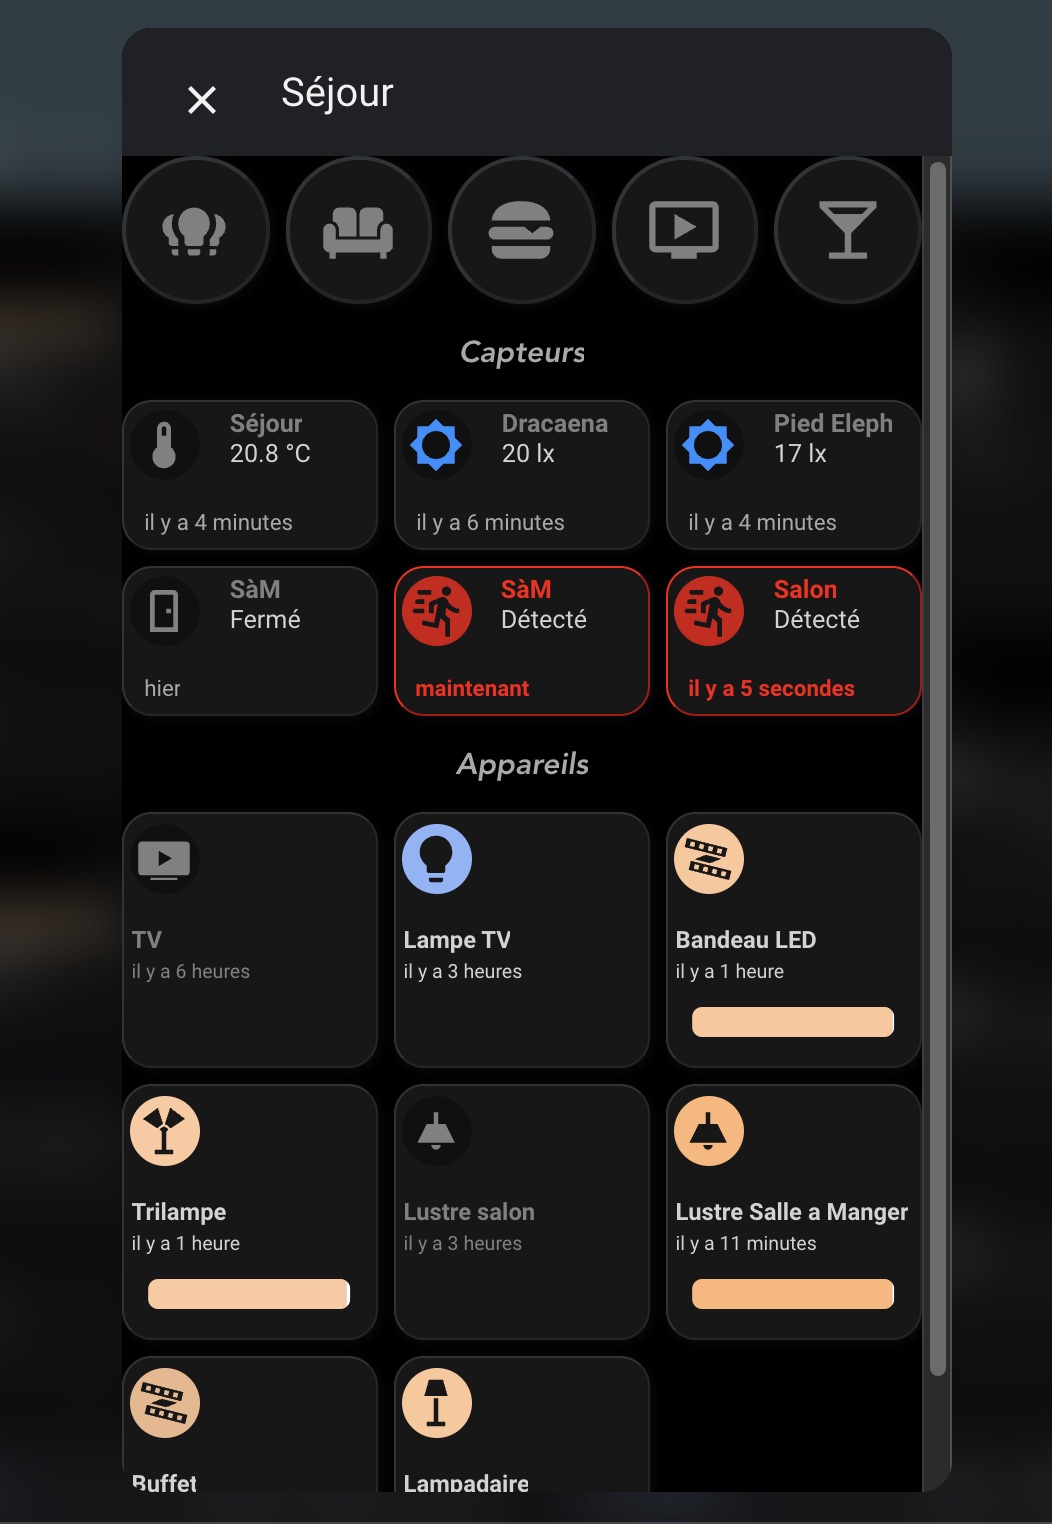 Séjour
Capteurs
Séjour
20.8 °C
il y a 4 minutes
Dracaena
20 lx
il y a 6 minutes
Pied Eleph
17 lx
il y a 4 minutes
SàM
Fermé
hier
SàM
Détecté
maintenant
Salon
Détecté
il y a 5 secondes
Appareils
TV
il y a 6 heures
Lampe TV
il y a 3 heures
Bandeau LED
il y a 1 heure
Trilampe
il y a 1 heure
Lustre salon
il y a 3 heures
Lustre Salle a Manger
il y a 11 minutes
Buffet
Lampadaire